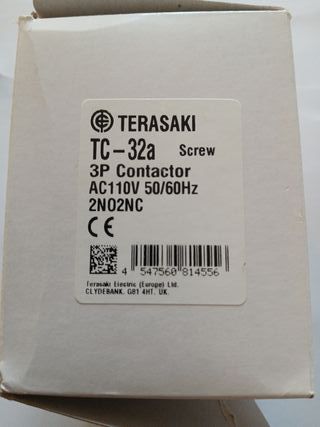 TERASAKI
TC-32a Screw
3P Contactor
AC110V 50/60Hz
2NO2NC
CE
4 547560 814556
Terasaki Electric (Europe) Ltd.
CLYDEBANK. G81 4HT. UK.